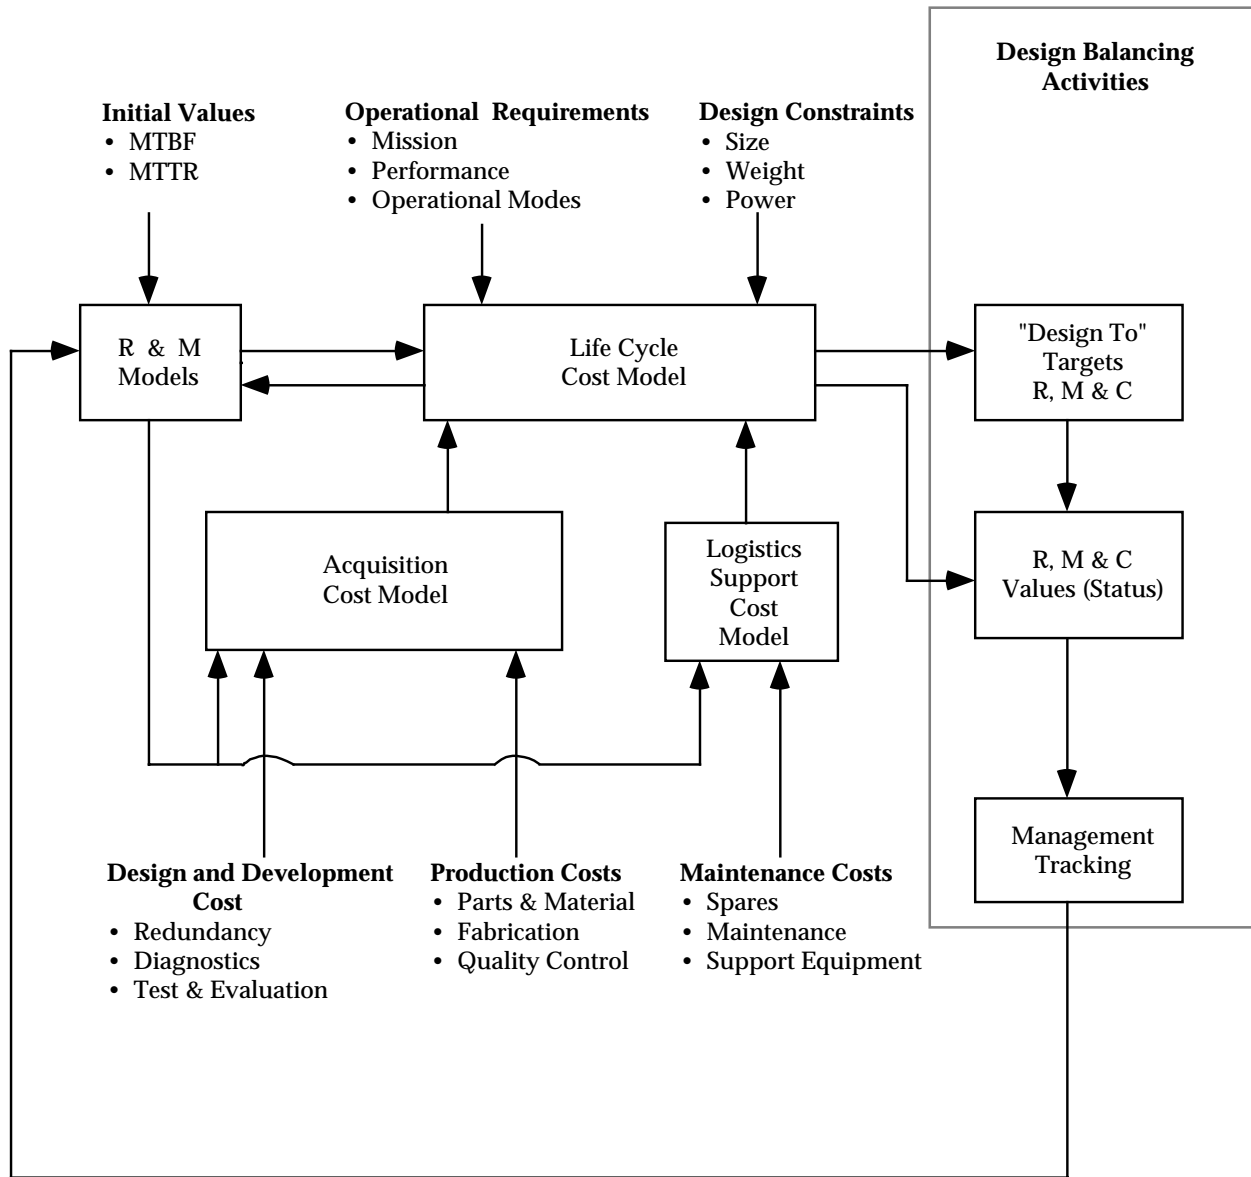 Design Balancing
Activities
Initial Values
• MTBF
• MTTR
Operational Requirements
• Mission
• Performance
• Operational Modes
Design Constraints
• Size
• Weight
• Power
R & M
Models
Life Cycle
Cost Model
"Design To"
Targets
R, M & C
Acquisition
Cost Model
Logistics
Support
Cost
Model
R, M & C
Values (Status)
Management
Tracking
Design and Development
Cost
• Redundancy
• Diagnostics
• Test & Evaluation
Production Costs
• Parts & Material
• Fabrication
• Quality Control
Maintenance Costs
• Spares
• Maintenance
• Support Equipment